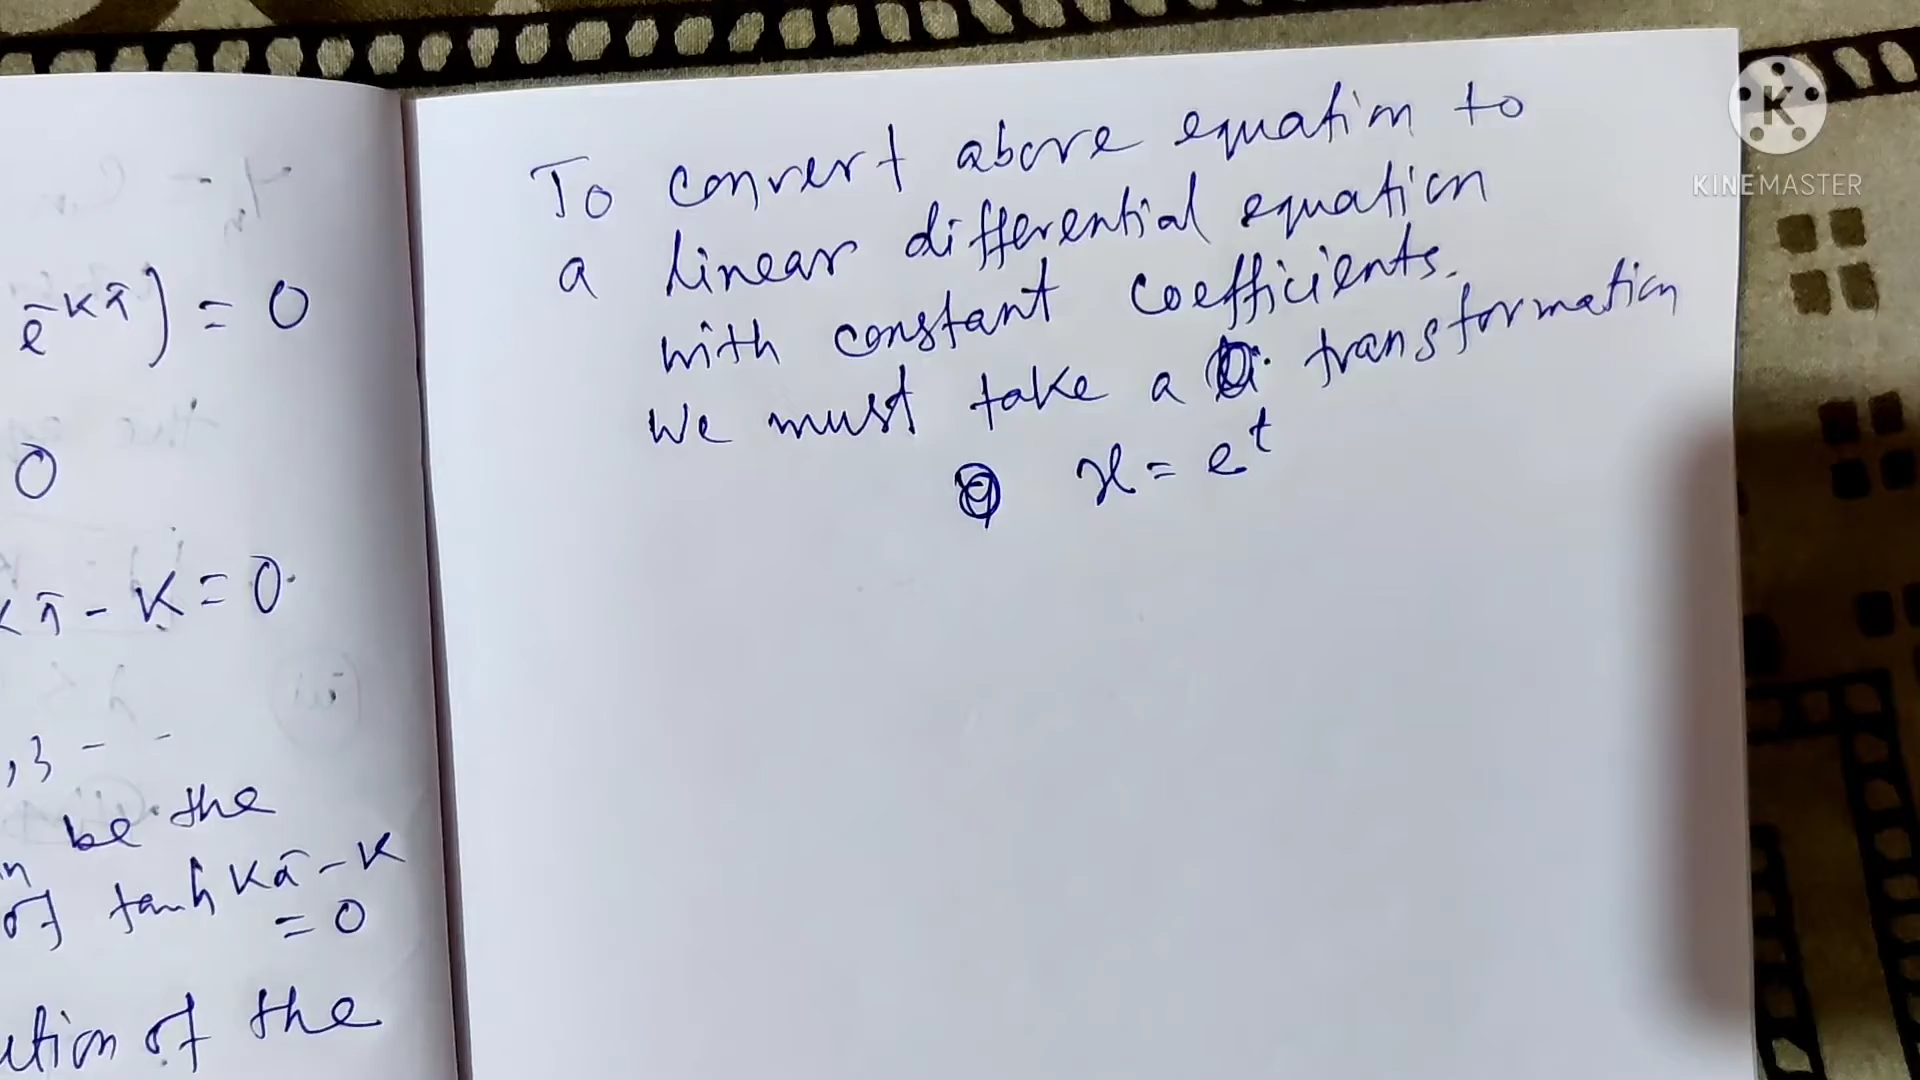 e^-Kπ) = 0
0
Kπ - K = 0
, 3 - -
be the
of tanh Kπ - K
= 0
ution of the
To convert above equation to
a linear differential equation
with constant coefficients.
We must take a transformation
x = e^t
KINEMASTER